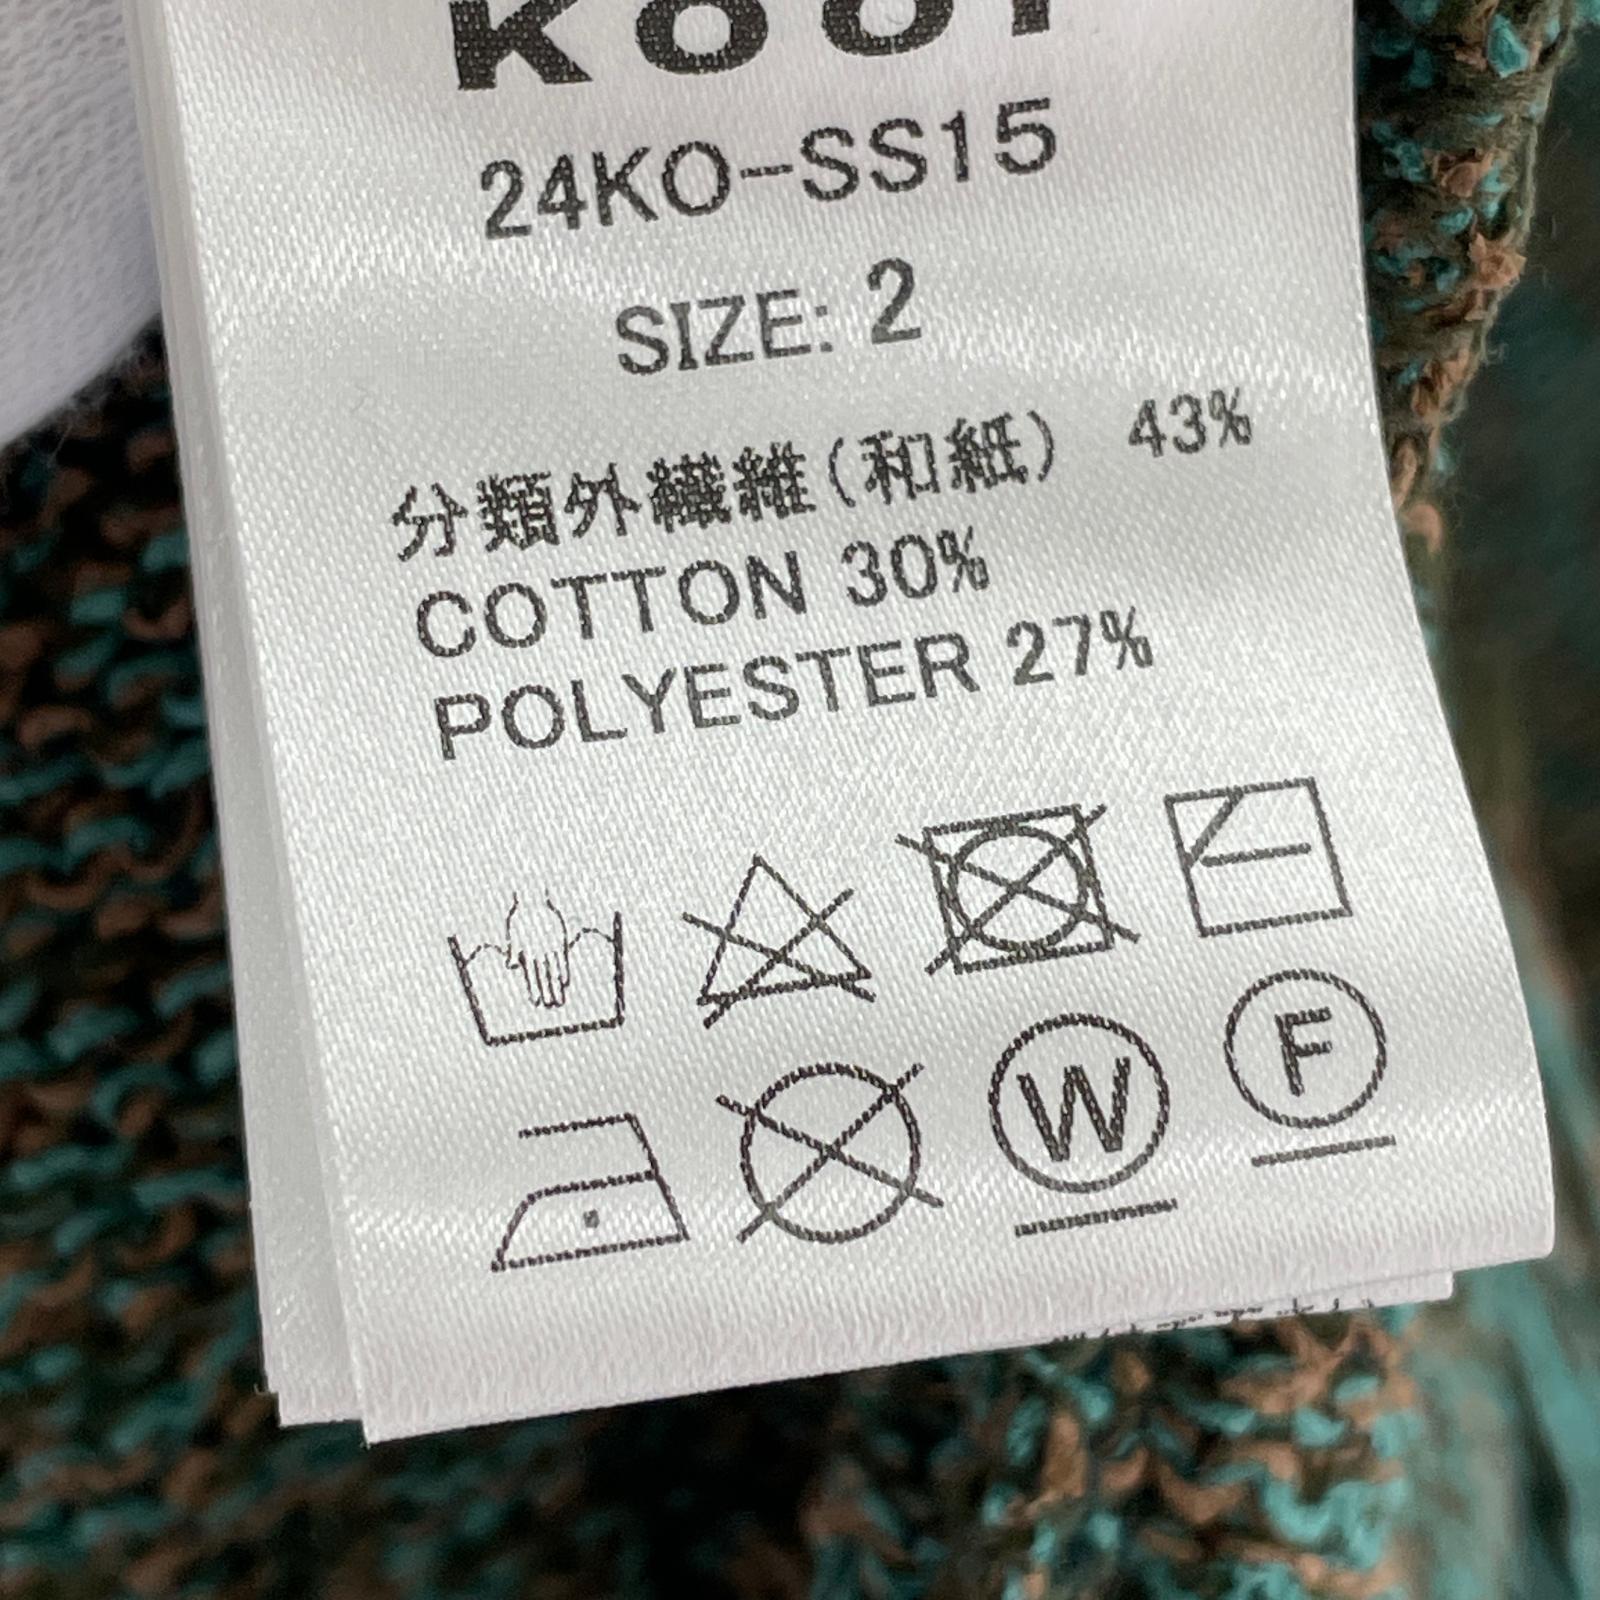 24KO-SS15
SIZE: 2
分類外繊維(和紙) 43%
COTTON 30%
POLYESTER 27%
W
F